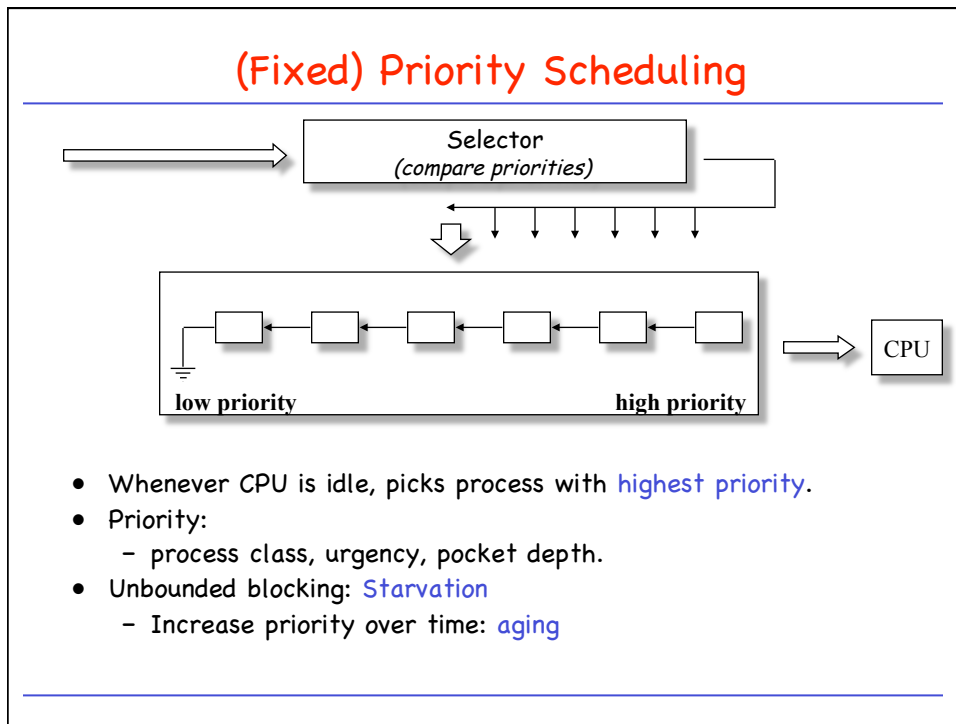 (Fixed) Priority Scheduling
Selector
(compare priorities)
CPU
low priority
high priority
• Whenever CPU is idle, picks process with highest priority.
• Priority:
– process class, urgency, pocket depth.
• Unbounded blocking: Starvation
– Increase priority over time: aging